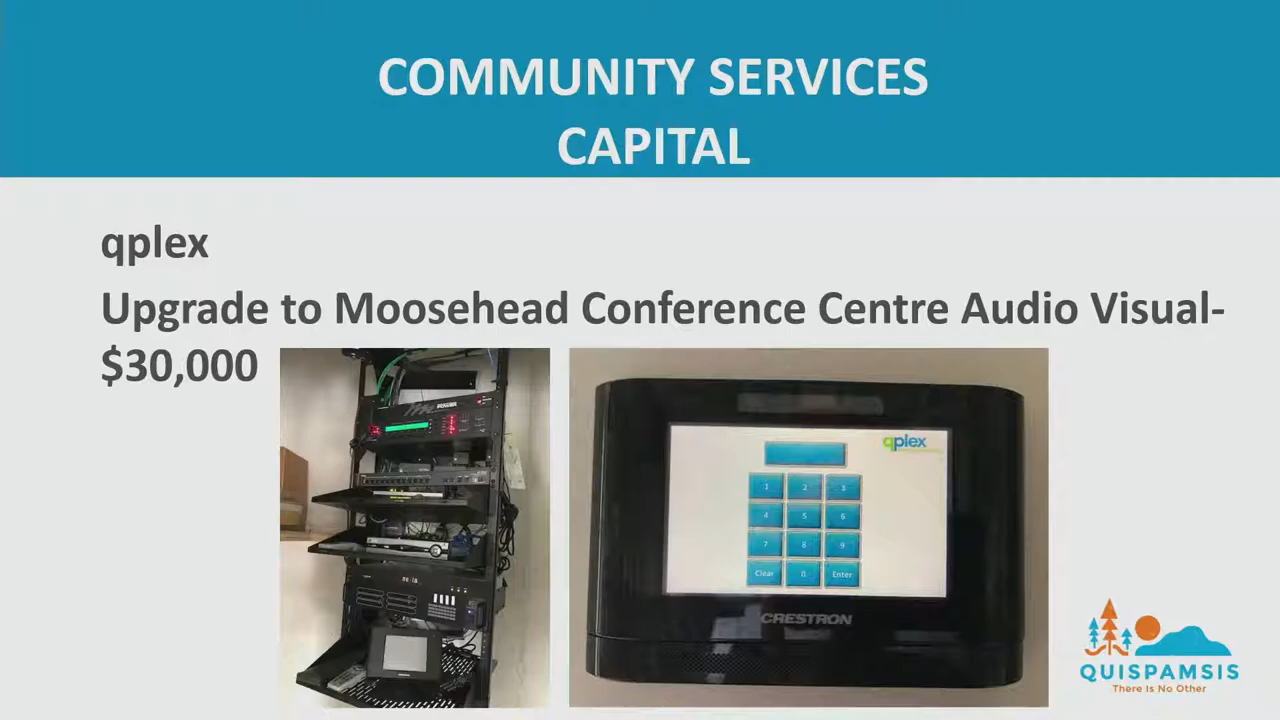 COMMUNITY SERVICES
CAPITAL
qplex
Upgrade to Moosehead Conference Centre Audio Visual-
$30,000
qplex
1 2 3
4 5 6
7 8 9
Clear 0 Enter
CRESTRON
QUISPAMSIS
There Is No Other